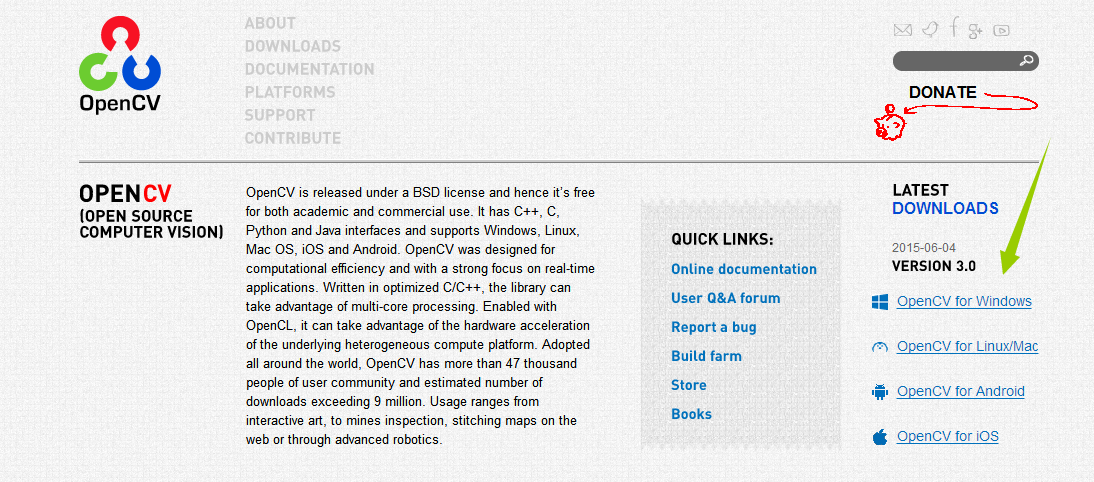 OpenCV
ABOUT
DOWNLOADS
DOCUMENTATION
PLATFORMS
SUPPORT
CONTRIBUTE
DONATE
OPENCV
(OPEN SOURCE
COMPUTER VISION)
OpenCV is released under a BSD license and hence it’s free
for both academic and commercial use. It has C++, C,
Python and Java interfaces and supports Windows, Linux,
Mac OS, iOS and Android. OpenCV was designed for
computational efficiency and with a strong focus on real-time
applications. Written in optimized C/C++, the library can
take advantage of multi-core processing. Enabled with
OpenCL, it can take advantage of the hardware acceleration
of the underlying heterogeneous compute platform. Adopted
all around the world, OpenCV has more than 47 thousand
people of user community and estimated number of
downloads exceeding 9 million. Usage ranges from
interactive art, to mines inspection, stitching maps on the
web or through advanced robotics.
QUICK LINKS:
Online documentation
User Q&A forum
Report a bug
Build farm
Store
Books
LATEST
DOWNLOADS
2015-06-04
VERSION 3.0
OpenCV for Windows
OpenCV for Linux/Mac
OpenCV for Android
OpenCV for iOS